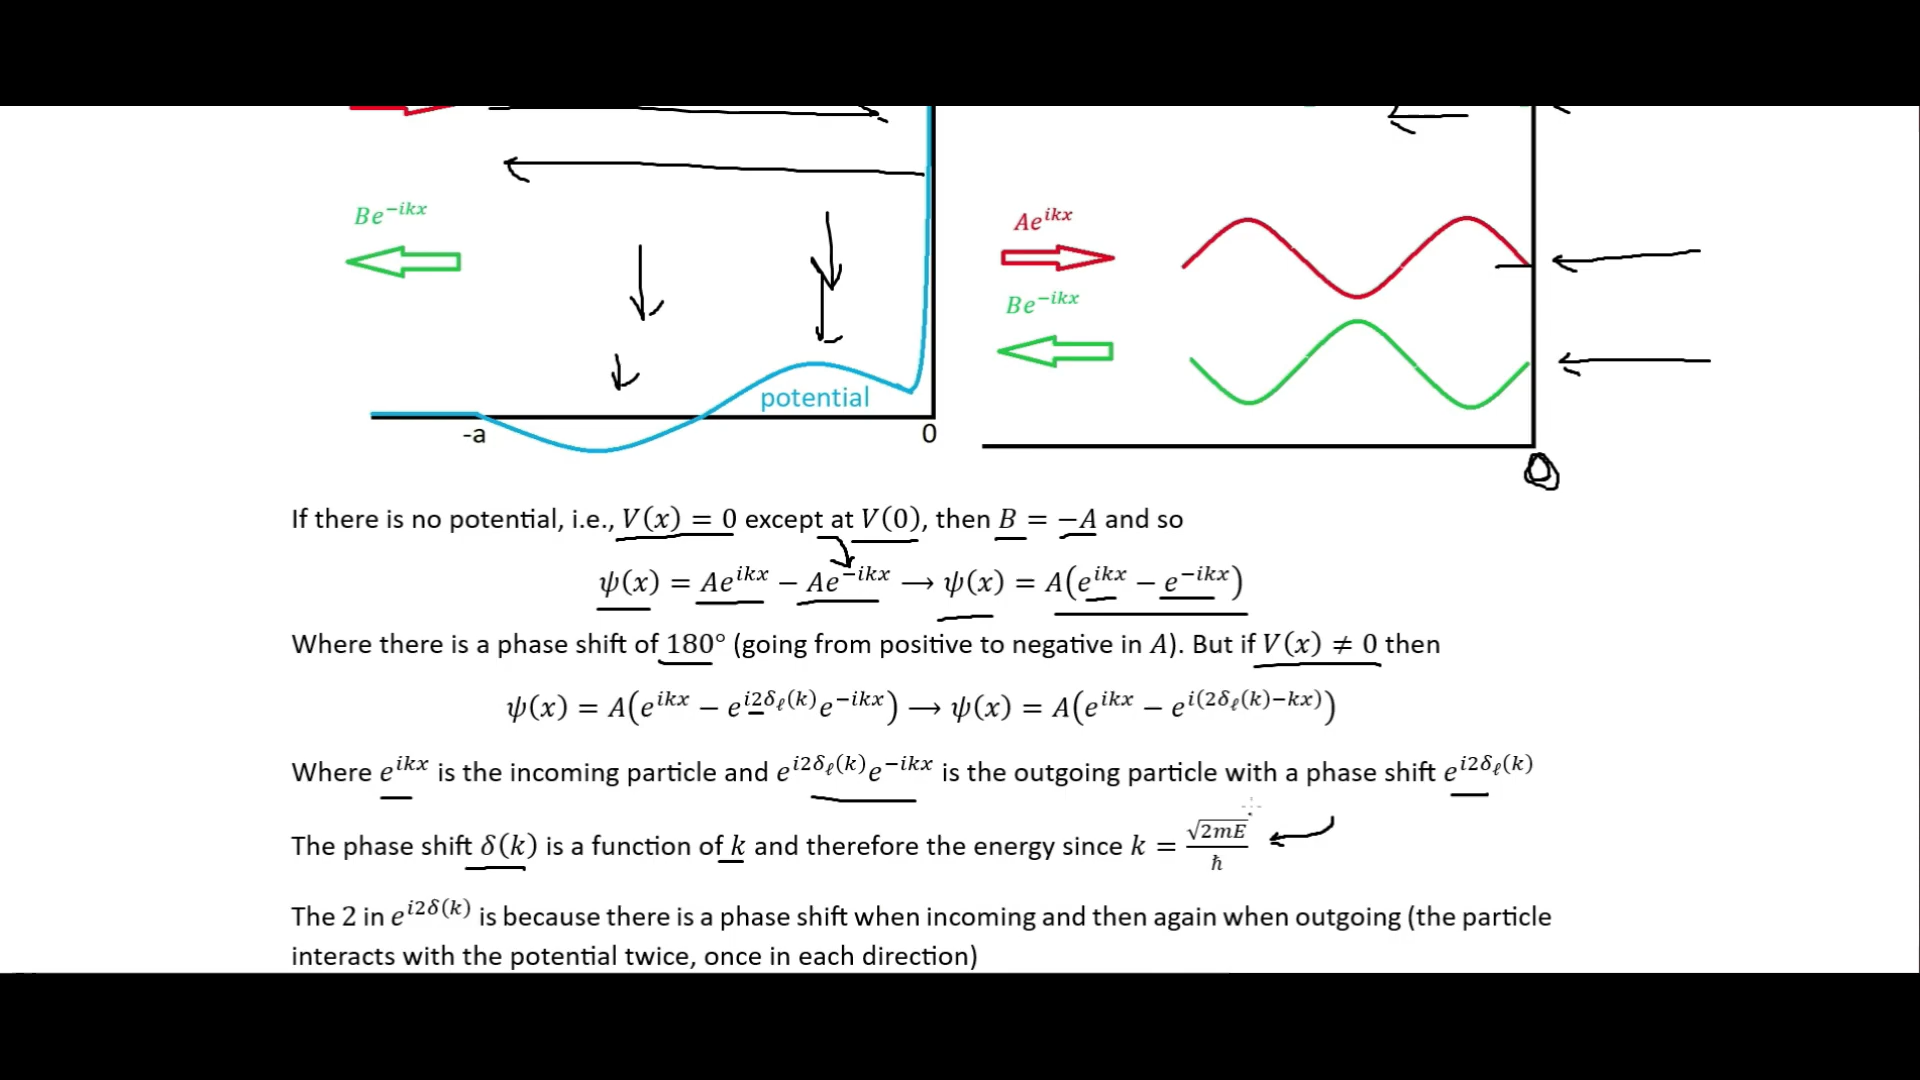 Be^{-ikx}
Ae^{ikx}
Be^{-ikx}
potential
-a
0
0
If there is no potential, i.e., V(x) = 0 except at V(0), then B = −A and so
ψ(x) = Ae^{ikx} − Ae^{−ikx} ⟶ ψ(x) = A(e^{ikx} − e^{−ikx})
Where there is a phase shift of 180° (going from positive to negative in A). But if V(x) ≠ 0 then
ψ(x) = A(e^{ikx} − e^{i2δ_ℓ(k)}e^{−ikx}) ⟶ ψ(x) = A(e^{ikx} − e^{i(2δ_ℓ(k)−kx)})
Where e^{ikx} is the incoming particle and e^{i2δ_ℓ(k)}e^{−ikx} is the outgoing particle with a phase shift e^{i2δ_ℓ(k)}
The phase shift δ(k) is a function of k and therefore the energy since k = √2mE/ħ
The 2 in e^{i2δ(k)} is because there is a phase shift when incoming and then again when outgoing (the particle
interacts with the potential twice, once in each direction)